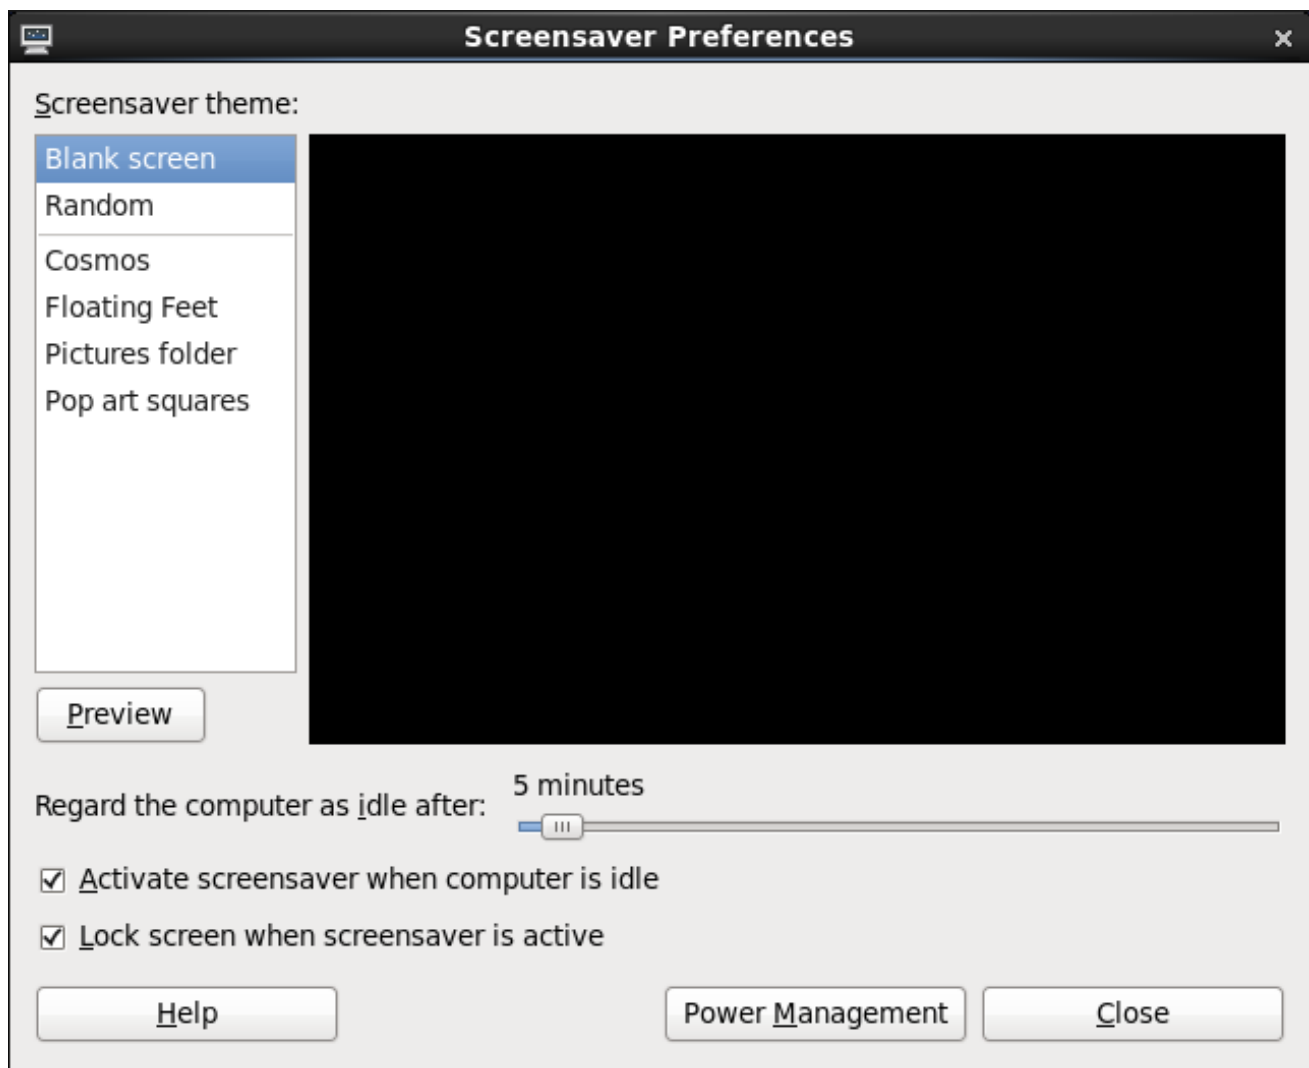 Screensaver Preferences
Screensaver theme:
Blank screen
Random
Cosmos
Floating Feet
Pictures folder
Pop art squares
Preview
5 minutes
Regard the computer as idle after:
Activate screensaver when computer is idle
Lock screen when screensaver is active
Help Power Management Close